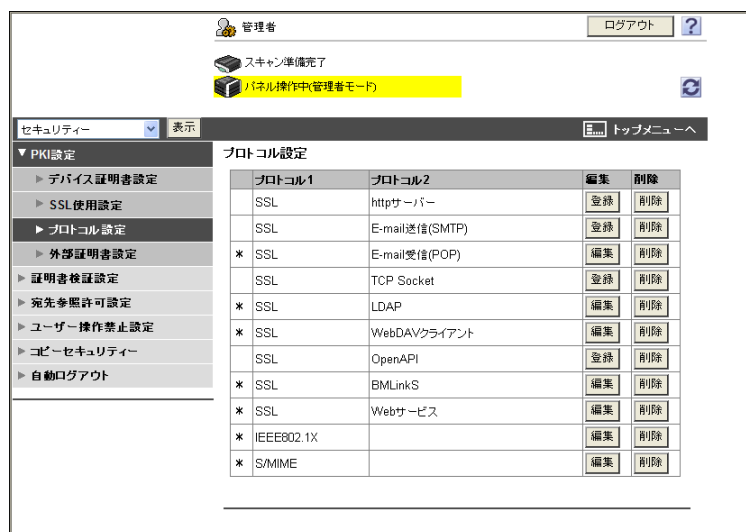 管理者
ログアウト
?
スキャン準備完了
パネル操作中(管理者モード)
セキュリティー
表示
トップメニューへ
▼PKI設定
▶デバイス証明書設定
▶SSL使用設定
▶プロトコル設定
▶外部証明書設定
▶証明書検証設定
▶宛先参照許可設定
▶ユーザー操作禁止設定
▶コピーセキュリティー
▶自動ログアウト
プロトコル設定
プロトコル1 プロトコル2 編集 削除
SSL httpサーバー 登録 削除
SSL E-mail送信(SMTP) 登録 削除
* SSL E-mail受信(POP) 編集 削除
SSL TCP Socket 登録 削除
* SSL LDAP 編集 削除
* SSL WebDAVクライアント 編集 削除
SSL OpenAPI 登録 削除
* SSL BMLinkS 編集 削除
* SSL Webサービス 編集 削除
* IEEE802.1X 編集 削除
* S/MIME 編集 削除